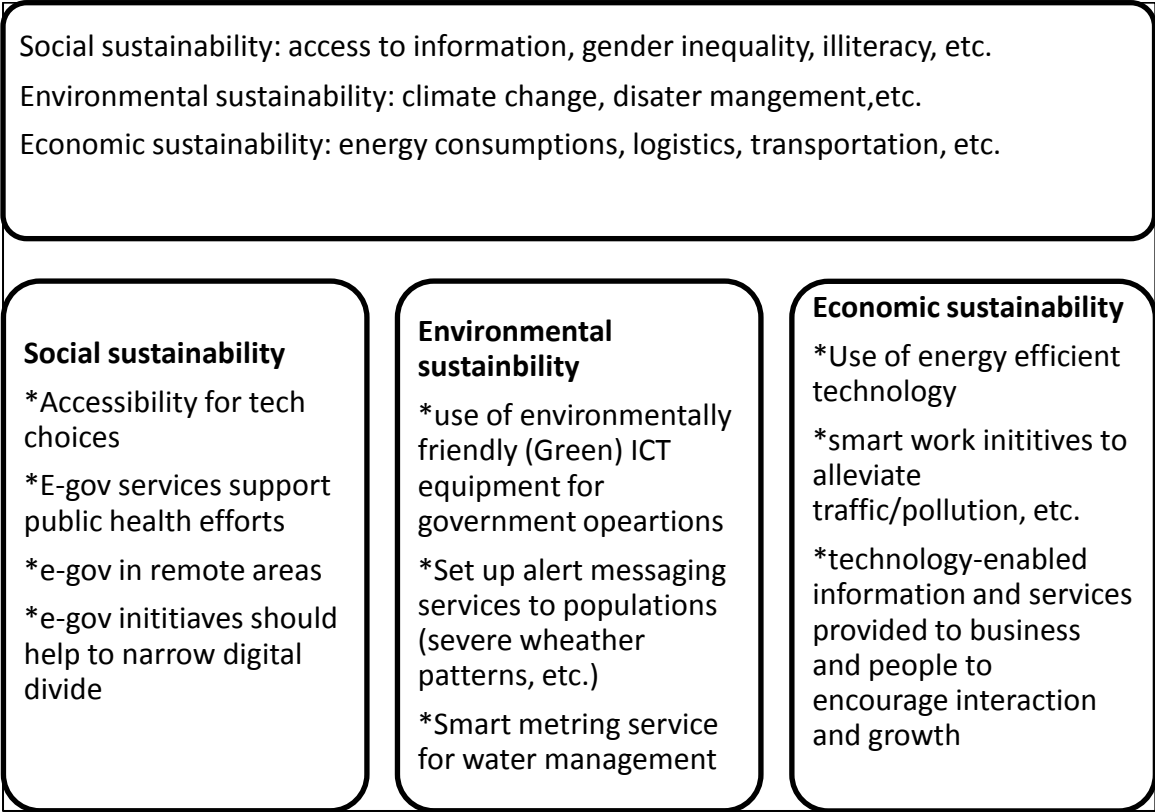 Social sustainability: access to information, gender inequality, illiteracy, etc.
Environmental sustainability: climate change, disater mangement,etc.
Economic sustainability: energy consumptions, logistics, transportation, etc.
Social sustainability
*Accessibility for tech
choices
*E-gov services support
public health efforts
*e-gov in remote areas
*e-gov inititiaves should
help to narrow digital
divide
Environmental
sustainbility
*use of environmentally
friendly (Green) ICT
equipment for
government opeartions
*Set up alert messaging
services to populations
(severe wheather
patterns, etc.)
*Smart metring service
for water management
Economic sustainability
*Use of energy efficient
technology
*smart work inititives to
alleviate
traffic/pollution, etc.
*technology-enabled
information and services
provided to business
and people to
encourage interaction
and growth